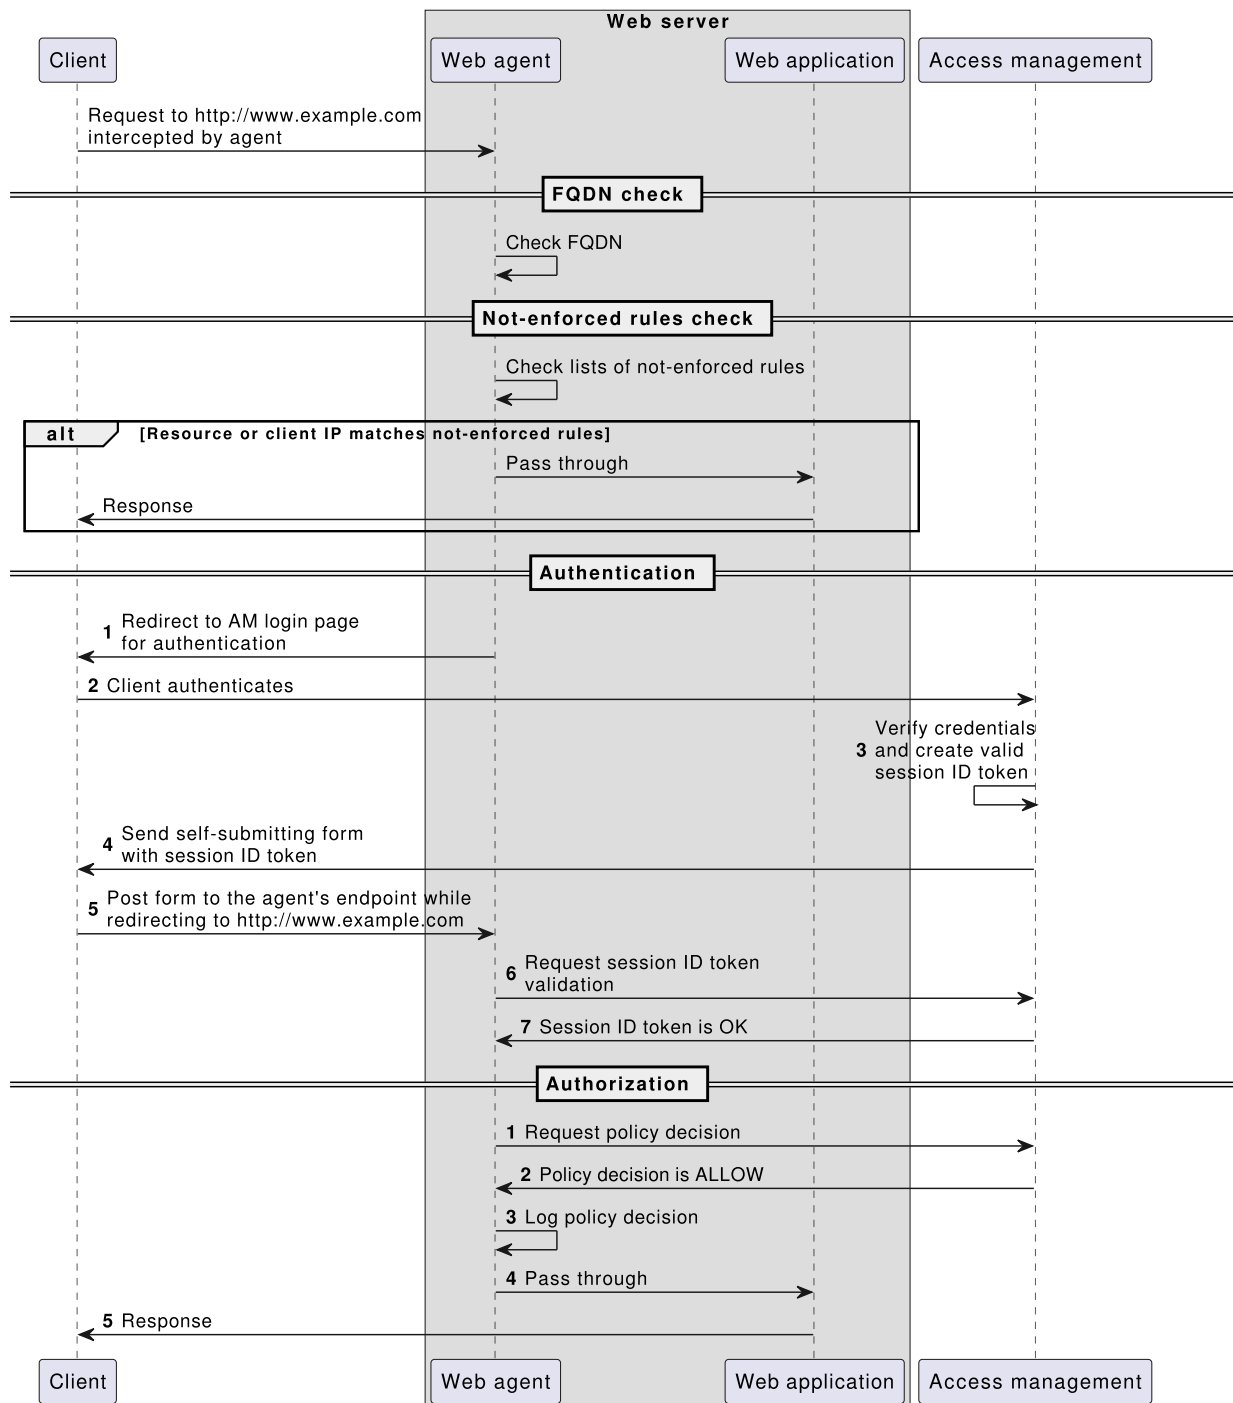 Web server
Client
Web agent
Web application
Access management
Request to http://www.example.com
intercepted by agent
FQDN check
Check FQDN
Not-enforced rules check
Check lists of not-enforced rules
alt
[Resource or client IP matches not-enforced rules]
Pass through
Response
Authentication
1 Redirect to AM login page
for authentication
2 Client authenticates
Verify credentials
3 and create valid
session ID token
4 Send self-submitting form
with session ID token
5 Post form to the agent's endpoint while
redirecting to http://www.example.com
6 Request session ID token
validation
7 Session ID token is OK
Authorization
1 Request policy decision
2 Policy decision is ALLOW
3 Log policy decision
4 Pass through
5 Response
Client
Web agent
Web application
Access management